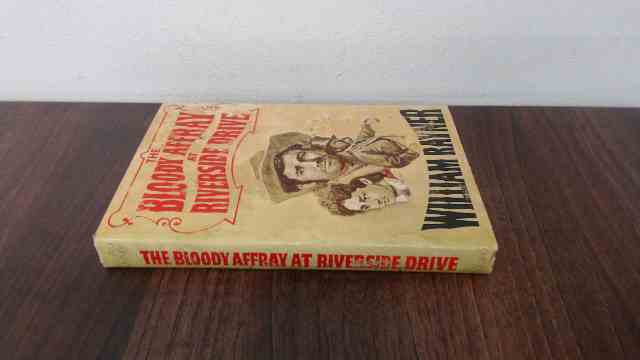 THE
BLOODY AFFRAY
AT
RIVERSIDE DRIVE
WILLIAM RAYNER
THE BLOODY AFFRAY AT RIVERSIDE DRIVE